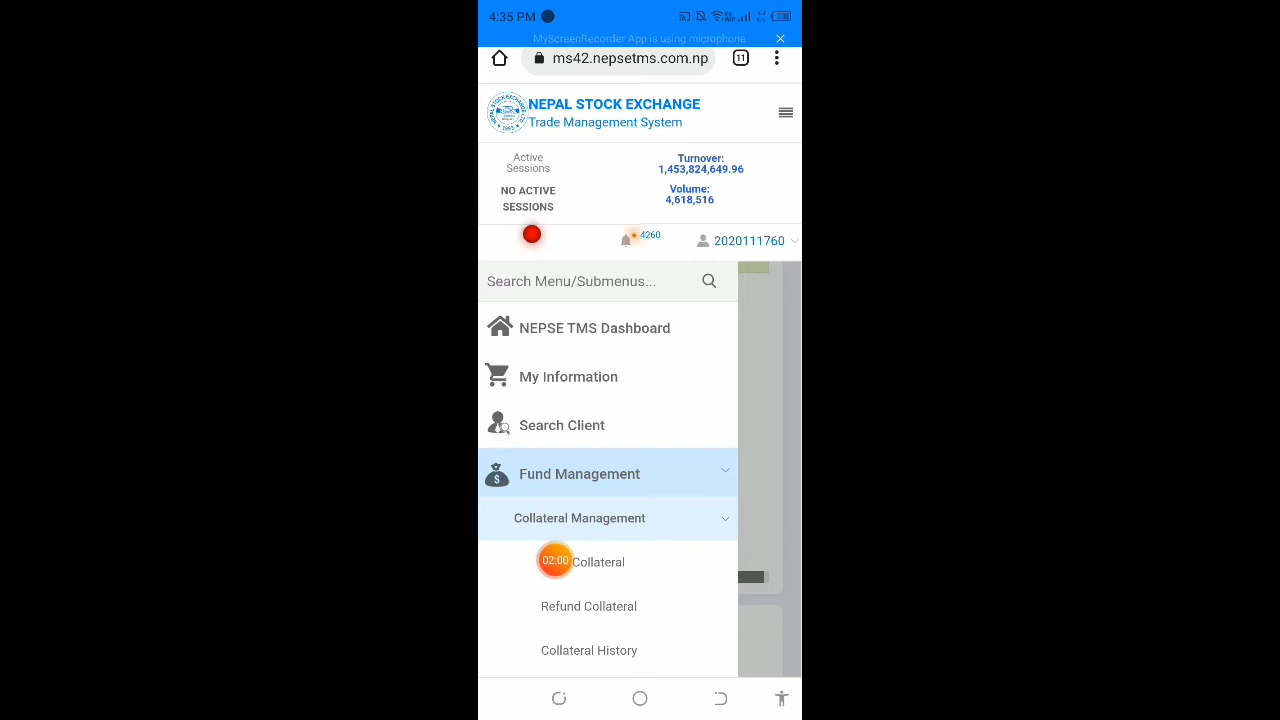 4:35 PM
MyScreenRecorder App is using microphone
ms42.nepsetms.com.np
11
NEPAL STOCK EXCHANGE
Trade Management System
Active
Sessions
NO ACTIVE
SESSIONS
Turnover:
1,453,824,649.96
Volume:
4,618,516
4260
2020111760
Search Menu/Submenus...
NEPSE TMS Dashboard
My Information
Search Client
Fund Management
Collateral Management
02:00
Collateral
Refund Collateral
Collateral History